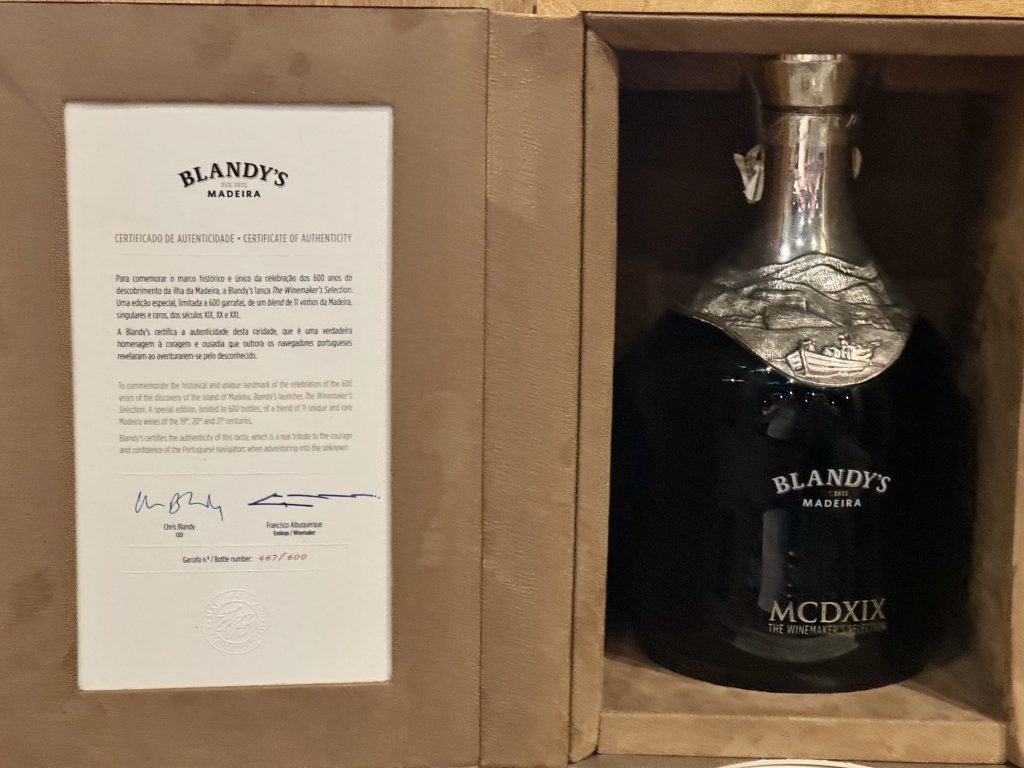 BLANDY'S
EST. 1811
MADEIRA
CERTIFICADO DE AUTENTICIDADE • CERTIFICATE OF AUTHENTICITY
Para comemorar o marco histórico e único da celebração dos 600 anos do
descobrimento da ilha da Madeira, a Blandy's lança The Winemaker's Selection.
Uma edição especial, limitada a 600 garrafas, de um blend de 11 vinhos da Madeira,
singulares e raros, dos séculos XIX, XX e XXI.
A Blandy's certifica a autenticidade desta raridade, que é uma verdadeira
homenagem à coragem e ousadia que outrora os navegadores portugueses
revelaram ao aventurarem-se pelo desconhecido.
To commemorate the historical and unique landmark of the celebration of the 600
years of the discovery of the island of Madeira, Blandy's launches The Winemaker's
Selection. A special edition, limited to 600 bottles, of a blend of 11 unique and rare
Madeira wines of the 19th, 20th and 21st centuries.
Blandy's certifies the authenticity of this rarity, which is a real tribute to the courage
and confidence of the Portuguese navigators when adventuring into the unknown.
Chris Blandy
CEO
Francisco Albuquerque
Enólogo / Winemaker
Garrafa n.º / Bottle number: 467/600
BLANDY'S
1811
MADEIRA
MCDXIX
THE WINEMAKER'S SELECTION